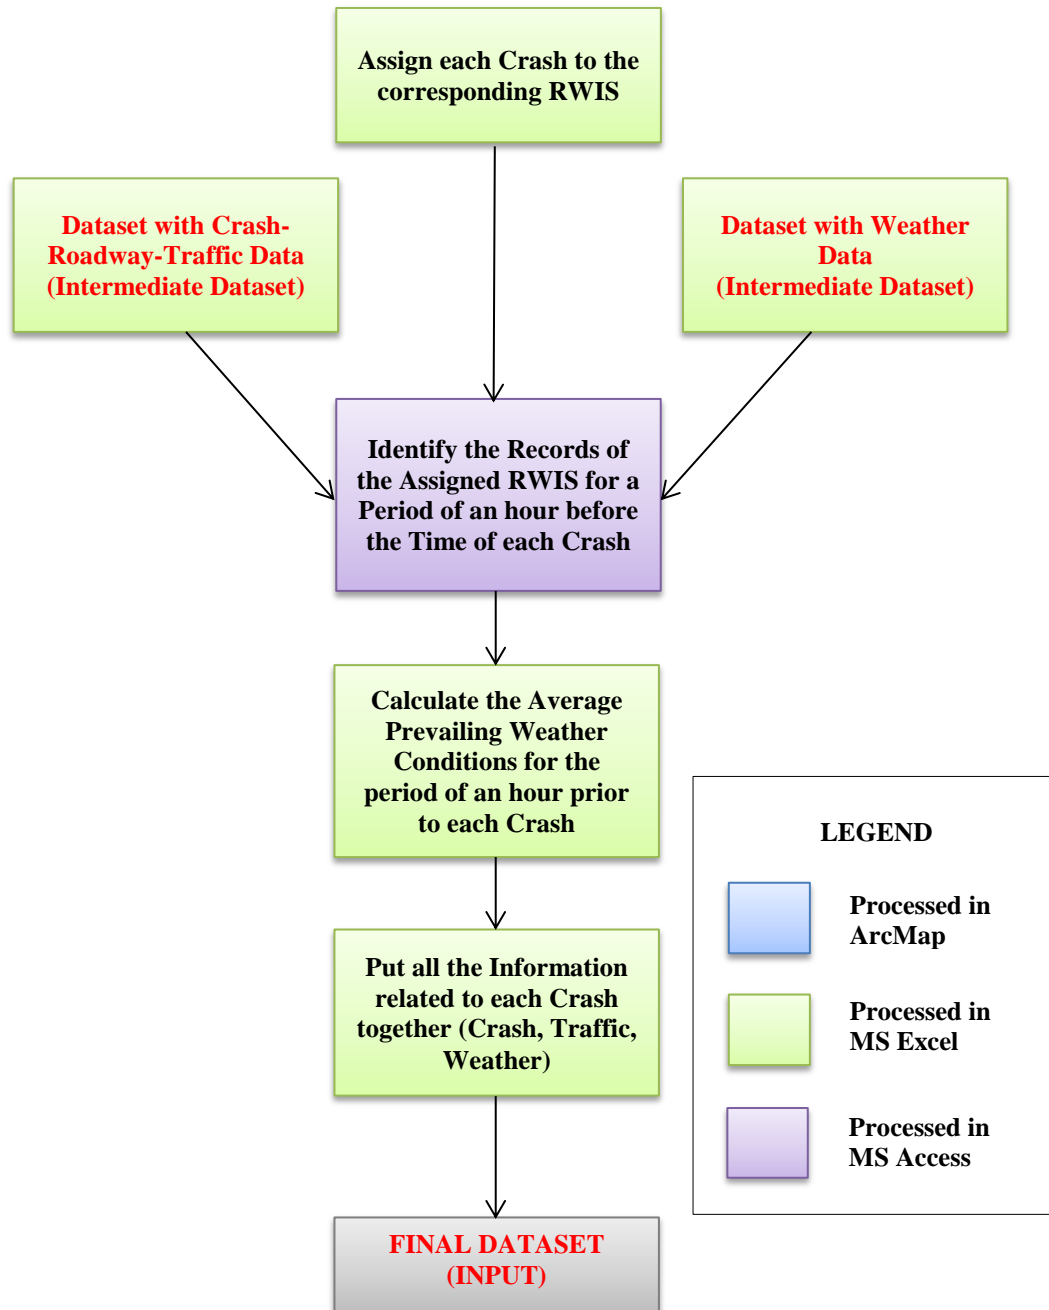 Assign each Crash to the
corresponding RWIS
Dataset with Crash-
Roadway-Traffic Data
(Intermediate Dataset)
Dataset with Weather
Data
(Intermediate Dataset)
Identify the Records of
the Assigned RWIS for a
Period of an hour before
the Time of each Crash
Calculate the Average
Prevailing Weather
Conditions for the
period of an hour prior
to each Crash
Put all the Information
related to each Crash
together (Crash, Traffic,
Weather)
FINAL DATASET
(INPUT)
LEGEND
Processed in
ArcMap
Processed in
MS Excel
Processed in
MS Access